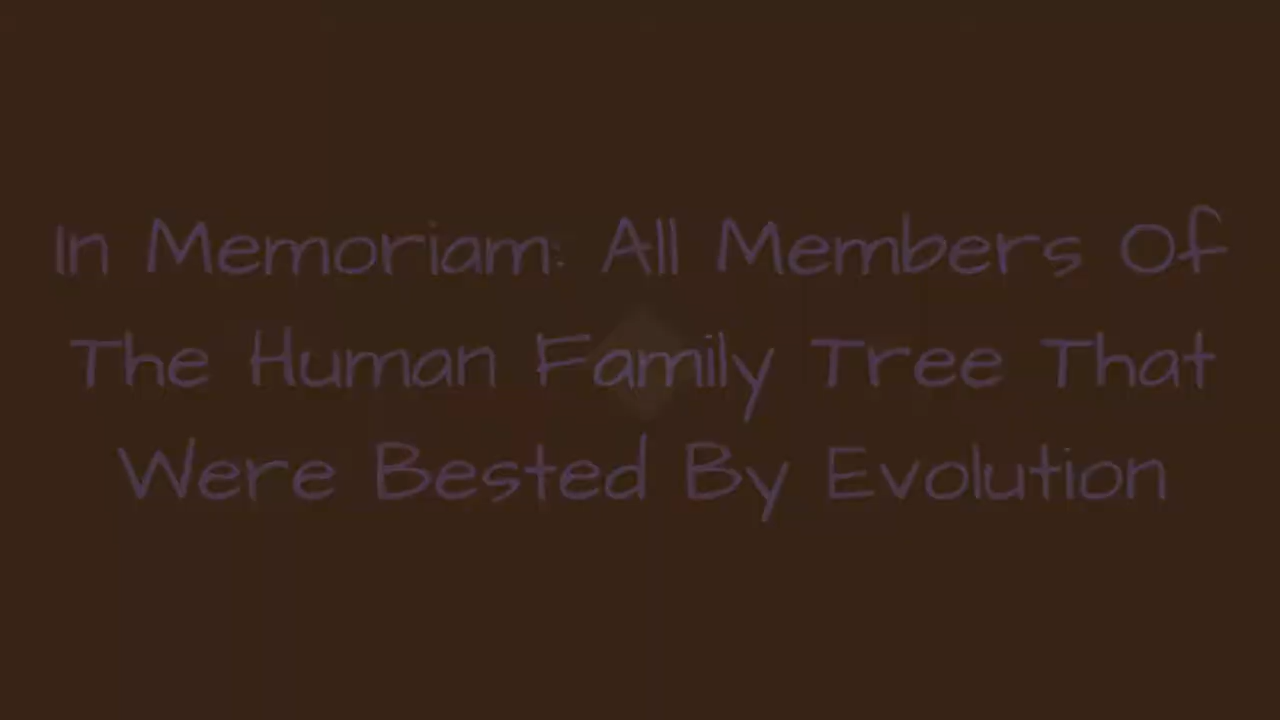 In Memoriam: All Members Of
The Human Family Tree That
Were Bested By Evolution